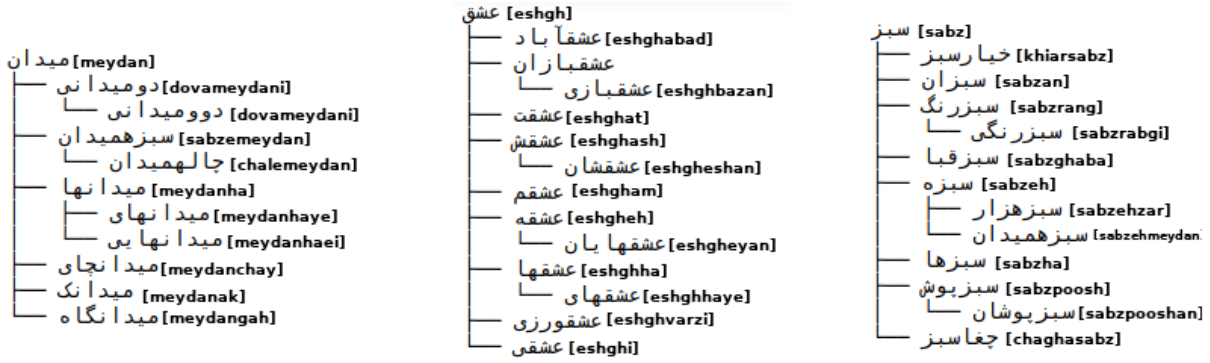 میدان [meydan]
دومیدانی [dovameydani]
دوومیدانی [dovameydani]
سبزهمیدان [sabzemeydan]
چالهمیدان [chalemeydan]
میدانها [meydanha]
میدانهای [meydanhaye]
میدانهایی [meydanhaei]
میدانچای [meydanchay]
میدانک [meydanak]
میدانگاه [meydangah]
عشق [eshgh]
عشقآباد [eshghabad]
عشقبازان
عشقبازی [eshghbazan]
عشقت [eshghat]
عشقش [eshghash]
عشقشان [eshgheshan]
عشقم [eshgham]
عشقه [eshgheh]
عشقهایان [eshgheyan]
عشقها [eshghha]
عشقهای [eshghhaye]
عشقورزی [eshghvarzi]
عشقی [eshghi]
سبز [sabz]
خیارسبز [khiarsabz]
سبزان [sabzan]
سبزرنگ [sabzrang]
سبزرنگی [sabzrabgi]
سبزقبا [sabzghaba]
سبزه [sabzeh]
سبزهزار [sabzehzar]
سبزهمیدان [sabzehmeydan]
سبزها [sabzha]
سبزپوش [sabzpoosh]
سبزپوشان [sabzpooshan]
چغاسبز [chaghasabz]